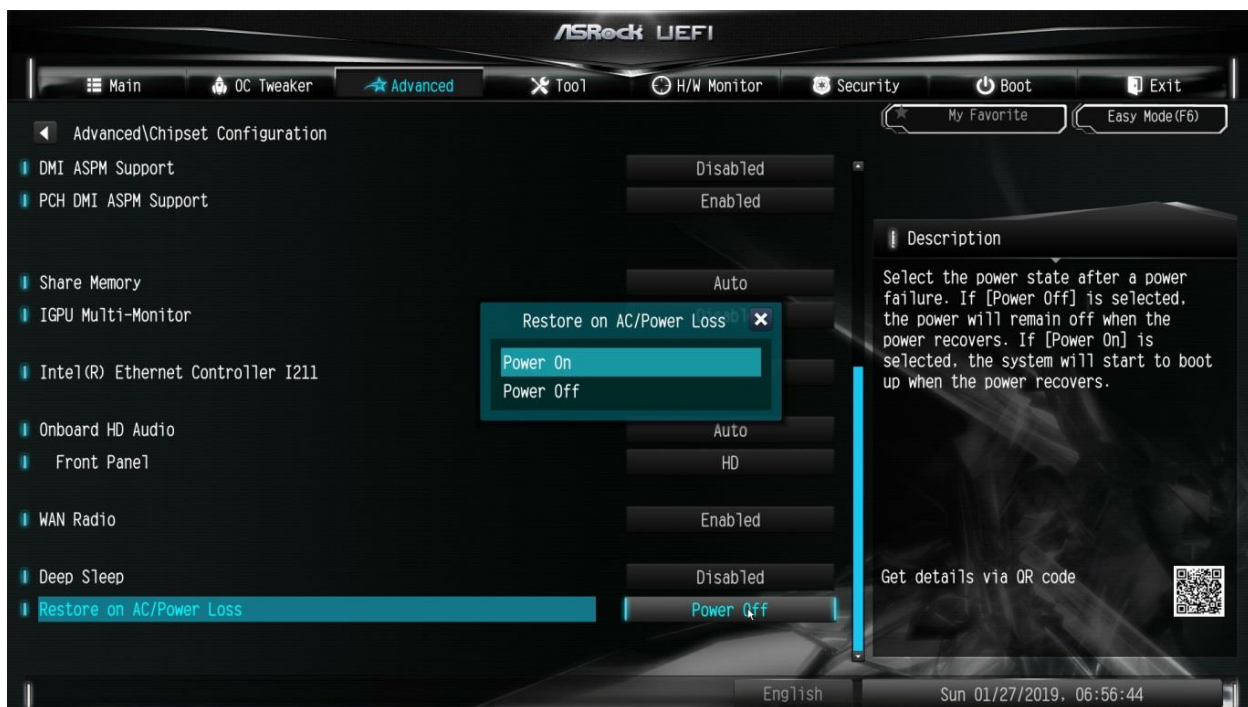 ASRock UEFI
Main OC Tweaker Advanced Tool H/W Monitor Security Boot Exit
My Favorite Easy Mode(F6)
Advanced\Chipset Configuration
DMI ASPM Support Disabled
PCH DMI ASPM Support Enabled
Share Memory Auto
IGPU Multi-Monitor
Intel(R) Ethernet Controller I211
Onboard HD Audio Auto
Front Panel HD
WAN Radio Enabled
Deep Sleep Disabled
Restore on AC/Power Loss Power Off
Restore on AC/Power Loss
Power On
Power Off
Description
Select the power state after a power
failure. If [Power Off] is selected,
the power will remain off when the
power recovers. If [Power On] is
selected, the system will start to boot
up when the power recovers.
Get details via QR code
English Sun 01/27/2019, 06:56:44